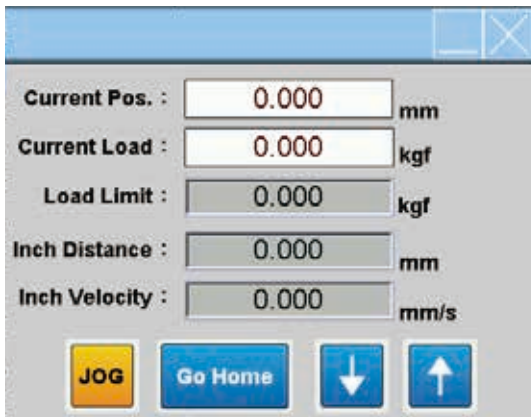 Current Pos. : 0.000 mm
Current Load : 0.000 kgf
Load Limit : 0.000 kgf
Inch Distance : 0.000 mm
Inch Velocity : 0.000 mm/s
JOG Go Home